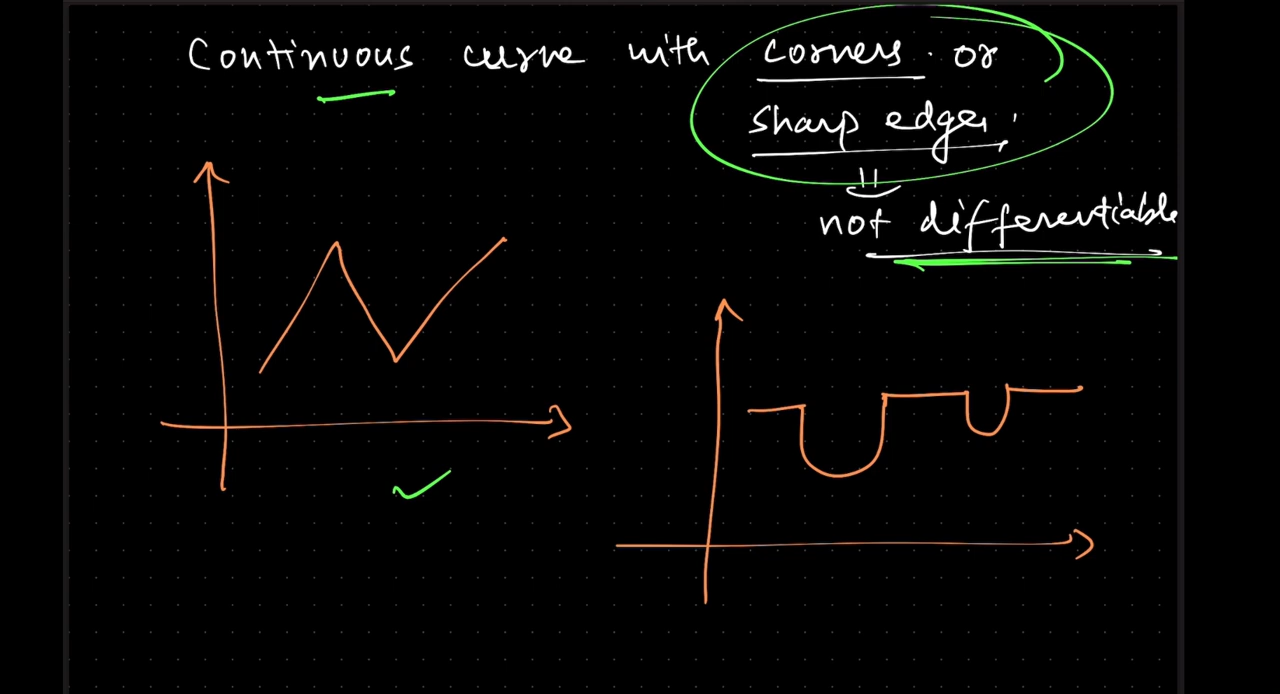 Continuous curve with corners. or
sharp edges.
not differentiable